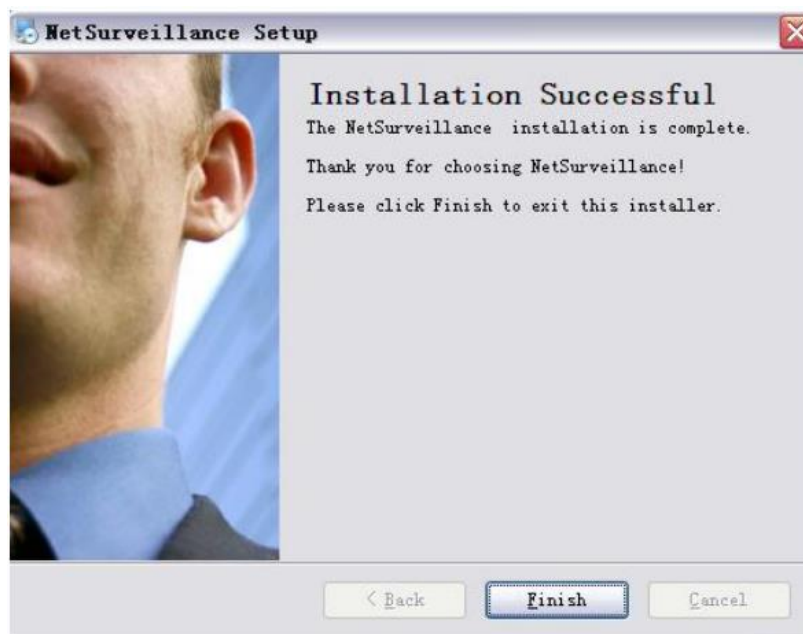 NetSurveillance Setup
Installation Successful
The NetSurveillance installation is complete.
Thank you for choosing NetSurveillance!
Please click Finish to exit this installer.
< Back
Finish
Cancel